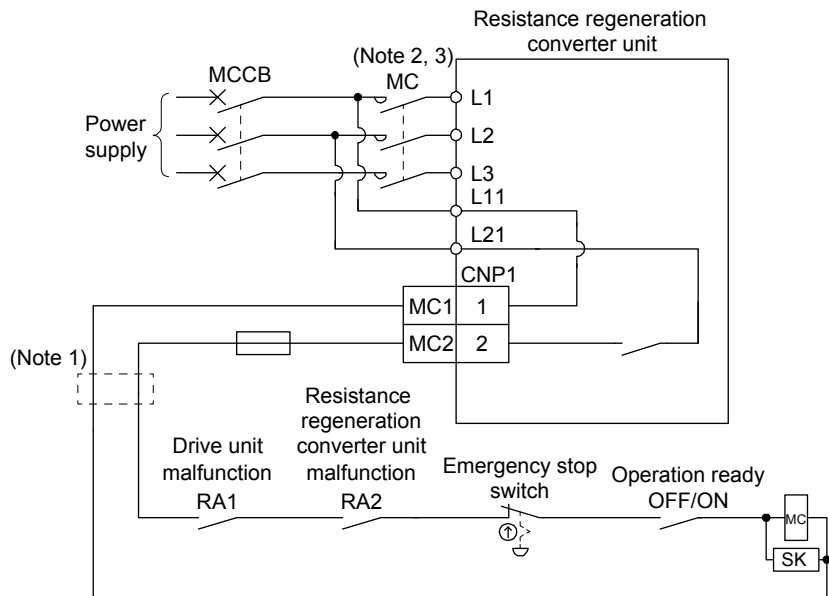 Resistance regeneration
converter unit
(Note 2, 3)
MCCB
MC
L1
Power
supply
L2
L3
L11
L21
CNP1
MC1
1
MC2
2
(Note 1)
Drive unit
malfunction
RA1
Resistance
regeneration
converter unit
malfunction
RA2
Emergency stop
switch
Operation ready
OFF/ON
MC
SK